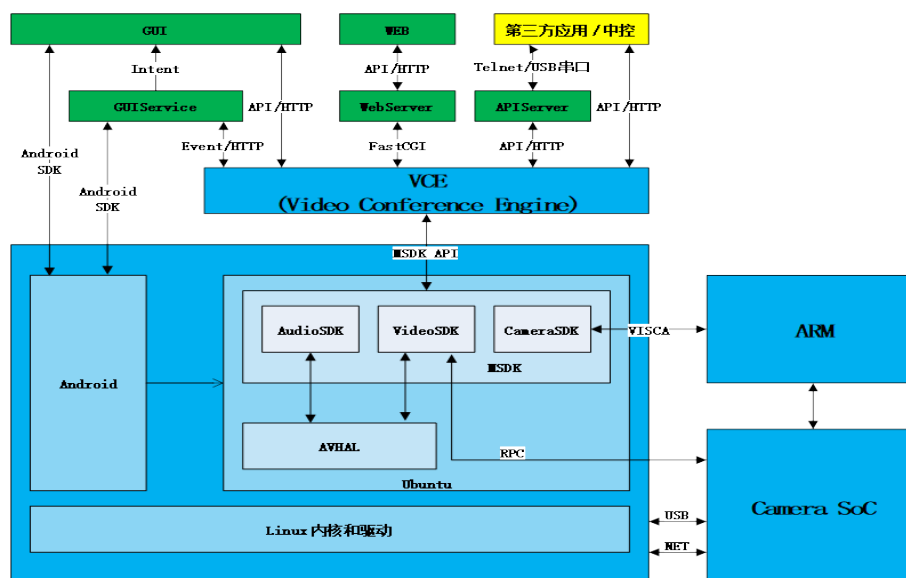 GUI
WEB
第三方应用/中控
Intent
API/HTTP
Telnet/USB串口
GUIService
API/HTTP
WebServer
APIServer
API/HTTP
Android
SDK
Event/HTTP
FastCGI
API/HTTP
Android
SDK
VCE
(Video Conference Engine)
MSDK API
AudioSDK
VideoSDK
CameraSDK
VISCA
ARM
MSDK
Android
AVHAL
RPC
Ubuntu
Camera SoC
USB
Linux内核和驱动
NET